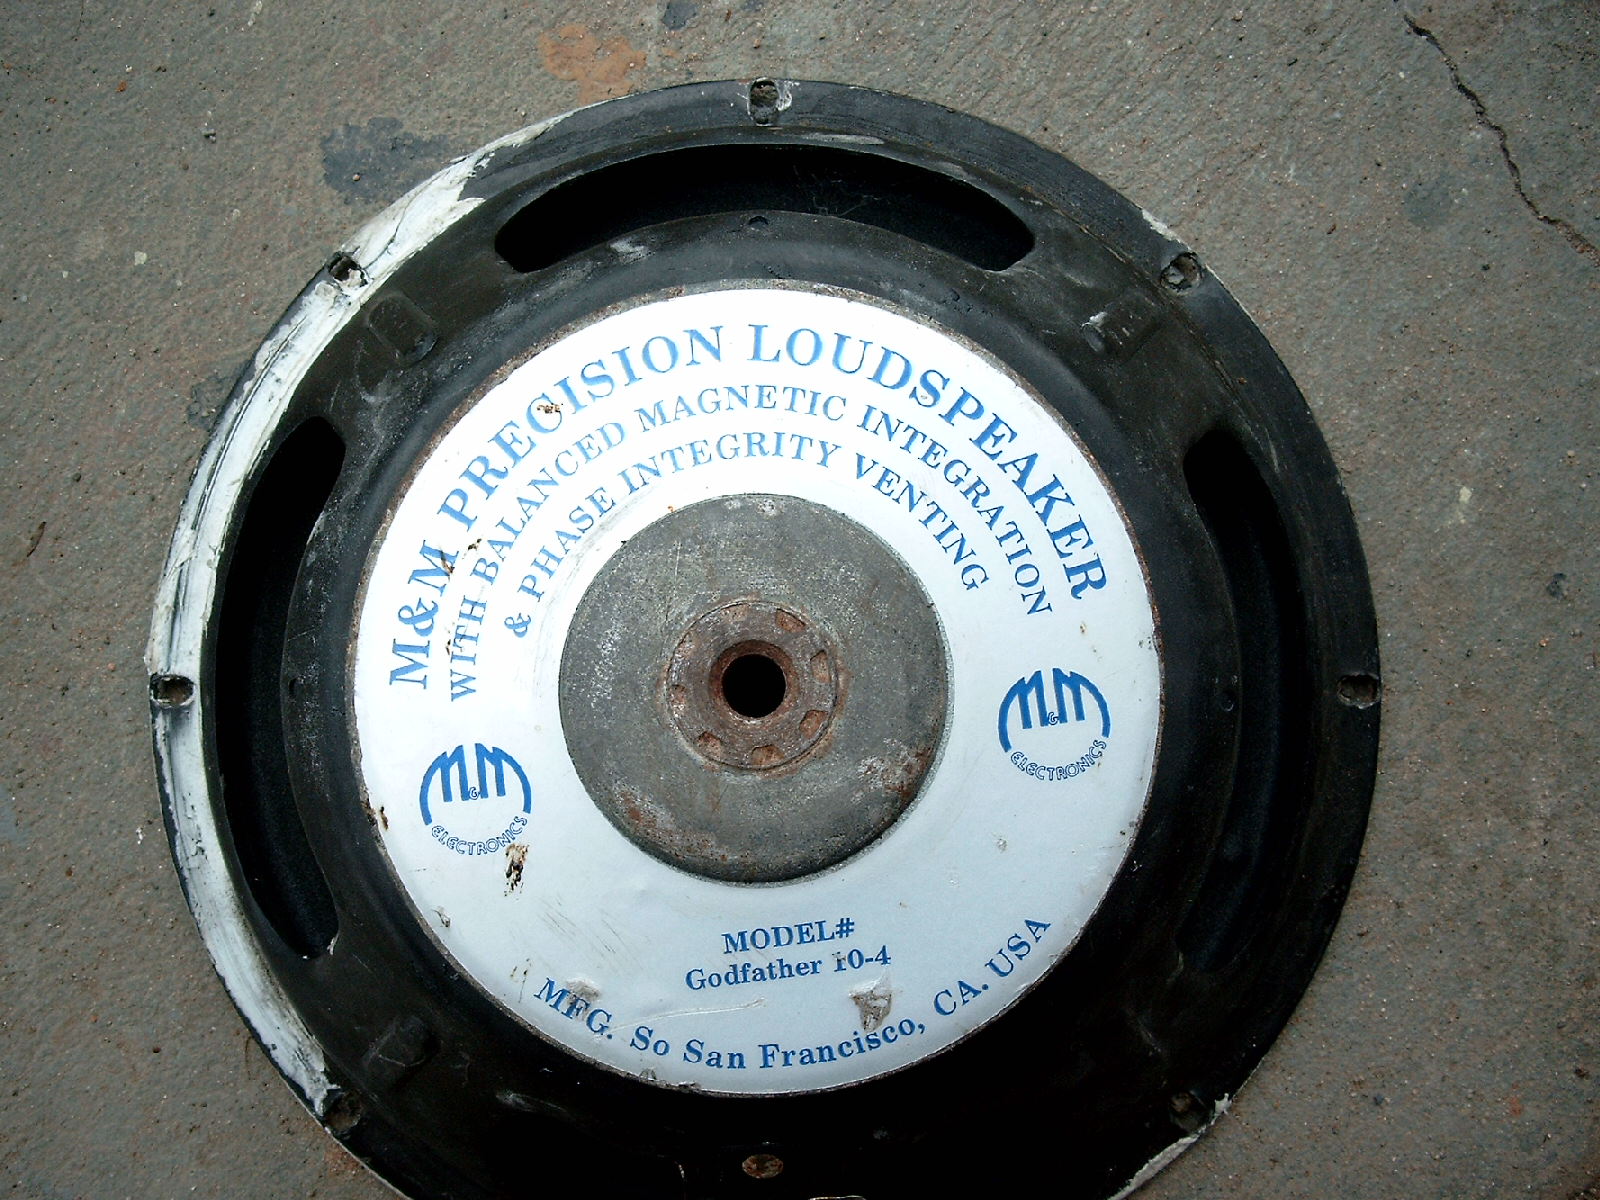 M&M PRECISION LOUDSPEAKER
WITH BALANCED MAGNETIC INTEGRATION
& PHASE INTEGRITY VENTING
M&M
ELECTRONICS
M&M
ELECTRONICS
MODEL#
Godfather 10-4
MFG. So San Francisco, CA. USA